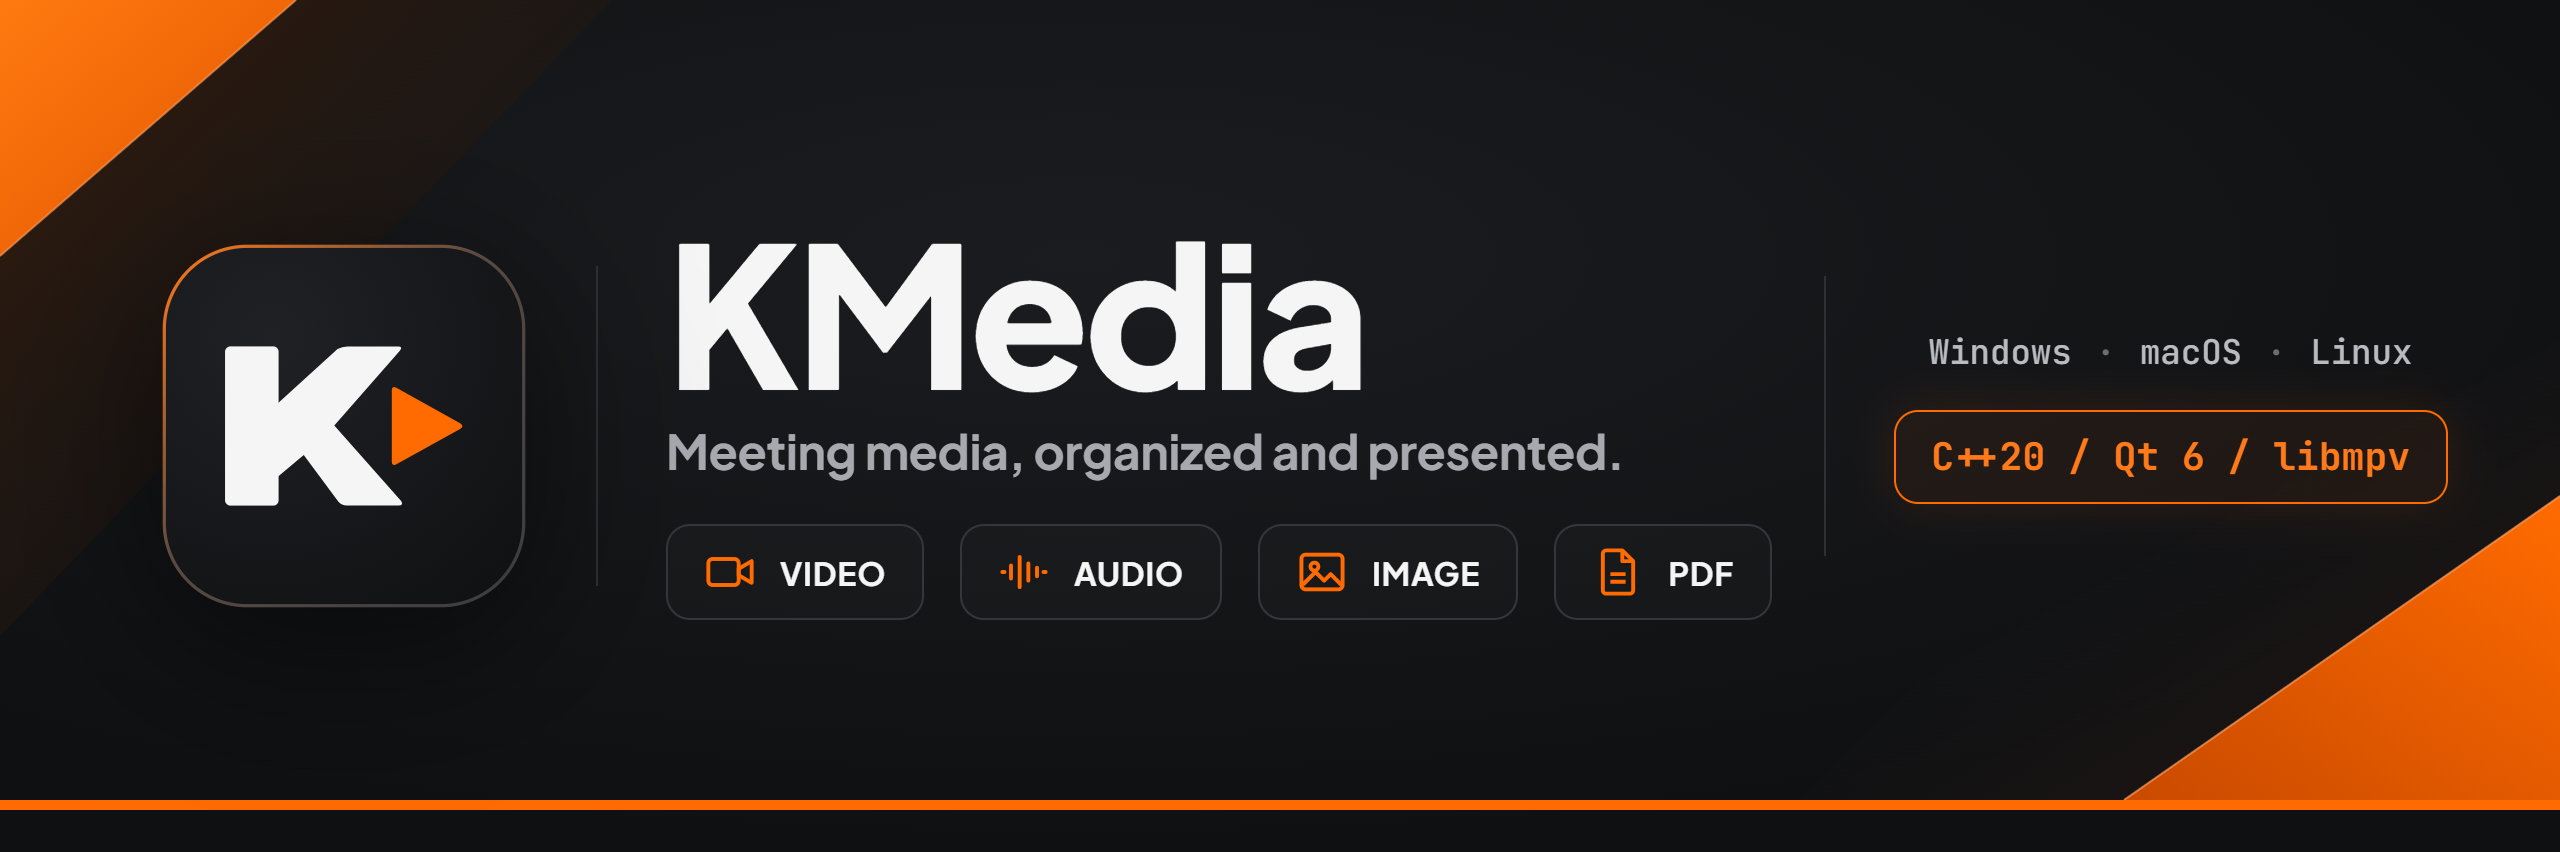 K
KMedia
Meeting media, organized and presented.
VIDEO AUDIO IMAGE PDF
Windows · macOS · Linux
C++20 / Qt 6 / libmpv